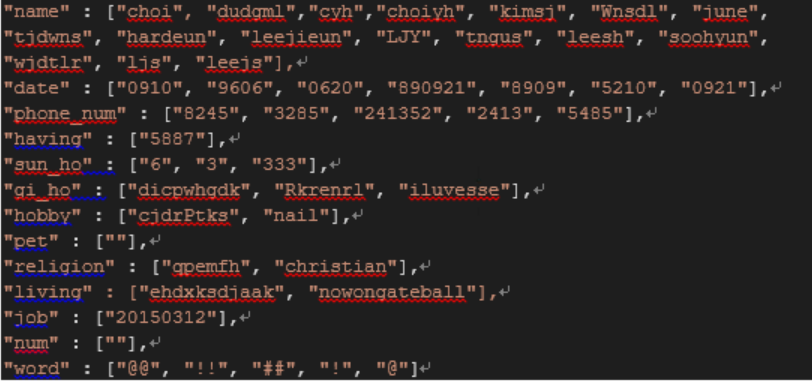 "name" : ["choi", "dudgml","cyh","choiyh", "kimsj", "Wnsdl", "june",
"tjdwns", "hardeun", "leejieun", "LJY", "tngus", "leesh", "soohyun",
"wjdtlr", "ljs", "leejs"],↵
"date" : ["0910", "9606", "0620", "890921", "8909", "5210", "0921"],↵
"phone_num" : ["8245", "3285", "241352", "2413", "5485"],↵
"having" : ["5887"],↵
"sun_ho" : ["6", "3", "333"],↵
"gi_ho" : ["dicpwhgdk", "Rkrenrl", "iluvesse"],↵
"hobby" : ["cjdrPtks", "nail"],↵
"pet" : [""],↵
"religion" : ["qpemfh", "christian"],↵
"living" : ["ehdxksdjaak", "nowongateball"],↵
"job" : ["20150312"],↵
"num" : [""],↵
"word" : ["@@", "!!", "##", "!", "@"]↵